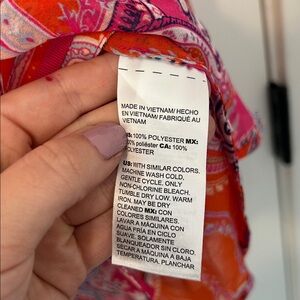 MADE IN VIETNAM/ HECHO
EN VIETNAM/ FABRIQUÉ AU
VIETNAM
US: 100% POLYESTER MX:
poliéster CA: 100%
POLYESTER
US: WITH SIMILAR COLORS.
MACHINE WASH COLD,
GENTLE CYCLE. ONLY
NON-CHLORINE BLEACH.
TUMBLE DRY LOW. WARM
IRON. MAY BE DRY
CLEANED MX: CON
COLORES SIMILARES.
LAVAR A MÁQUINA CON
AGUA FRÍA EN CICLO
SUAVE. SOLAMENTE
BLANQUEADOR SIN CLORO.
SECAR A MÁQUINA A BAJA
TEMPERATURA. PLANCHAR